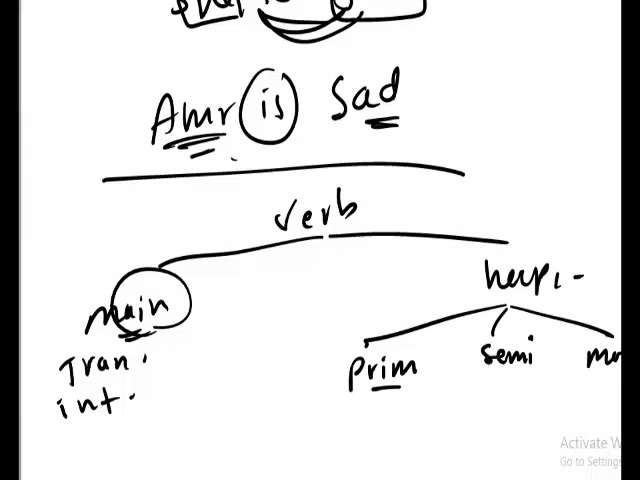 Amr is Sad
verb
main
help,-
Tran.
int.
prim
semi
Activate W
Go to Settings